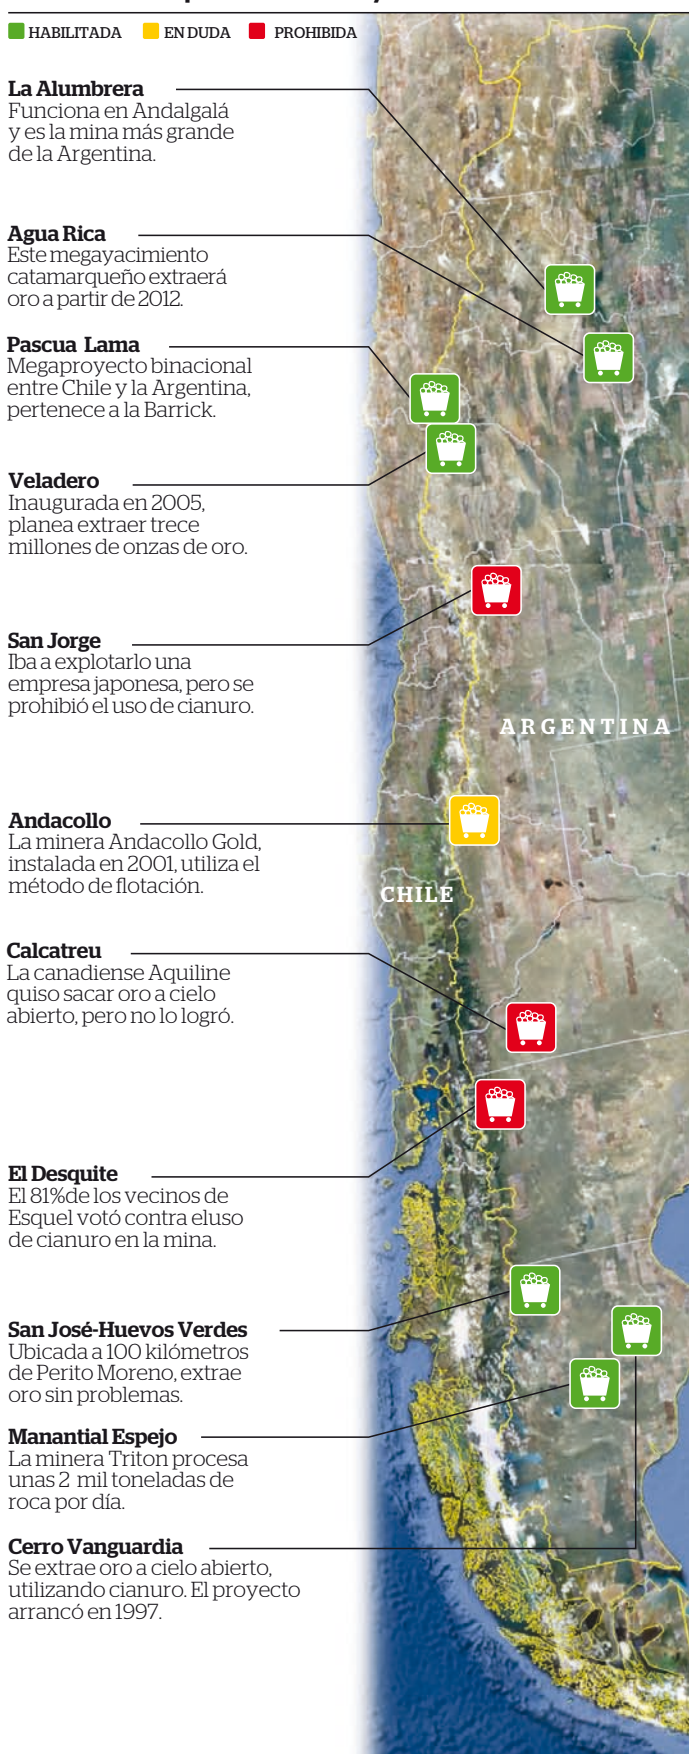 HABILITADA EN DUDA PROHIBIDA
La Alumbrera
Funciona en Andalgalá
y es la mina más grande
de la Argentina.
Agua Rica
Este megayacimiento
catamarqueño extraerá
oro a partir de 2012.
Pascua Lama
Megaproyecto binacional
entre Chile y la Argentina,
pertenece a la Barrick.
Veladero
Inaugurada en 2005,
planea extraer trece
millones de onzas de oro.
San Jorge
Iba a explotarlo una
empresa japonesa, pero se
prohibió el uso de cianuro.
ARGENTINA
Andacollo
La minera Andacollo Gold,
instalada en 2001, utiliza el
método de flotación.
CHILE
Calcatreu
La canadiense Aquiline
quiso sacar oro a cielo
abierto, pero no lo logró.
El Desquite
El 81%de los vecinos de
Esquel votó contra eluso
de cianuro en la mina.
San José-Huevos Verdes
Ubicada a 100 kilómetros
de Perito Moreno, extrae
oro sin problemas.
Manantial Espejo
La minera Triton procesa
unas 2 mil toneladas de
roca por día.
Cerro Vanguardia
Se extrae oro a cielo abierto,
utilizando cianuro. El proyecto
arrancó en 1997.